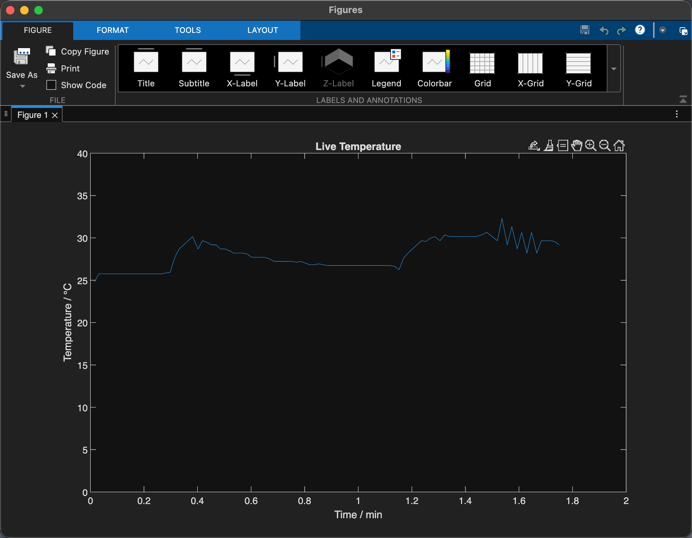 Figures
FIGURE FORMAT TOOLS LAYOUT
Save As
Copy Figure
Print
Show Code
FILE
Title Subtitle X-Label Y-Label Z-Label Legend Colorbar Grid X-Grid Y-Grid
LABELS AND ANNOTATIONS
Figure 1
Live Temperature
Temperature / °C
40
35
30
25
20
15
10
5
0
0 0.2 0.4 0.6 0.8 1 1.2 1.4 1.6 1.8 2
Time / min